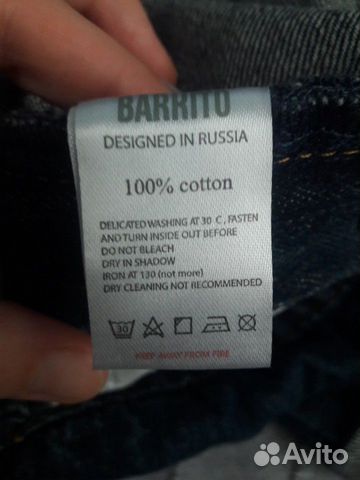 BARRITO
DESIGNED IN RUSSIA
100% cotton
DELICATED WASHING AT 30 C, FASTEN
AND TURN INSIDE OUT BEFORE
DO NOT BLEACH
DRY IN SHADOW
IRON AT 130 (not more)
DRY CLEANING NOT RECOMMENDED
30
KEEP AWAY FROM FIRE
Avito